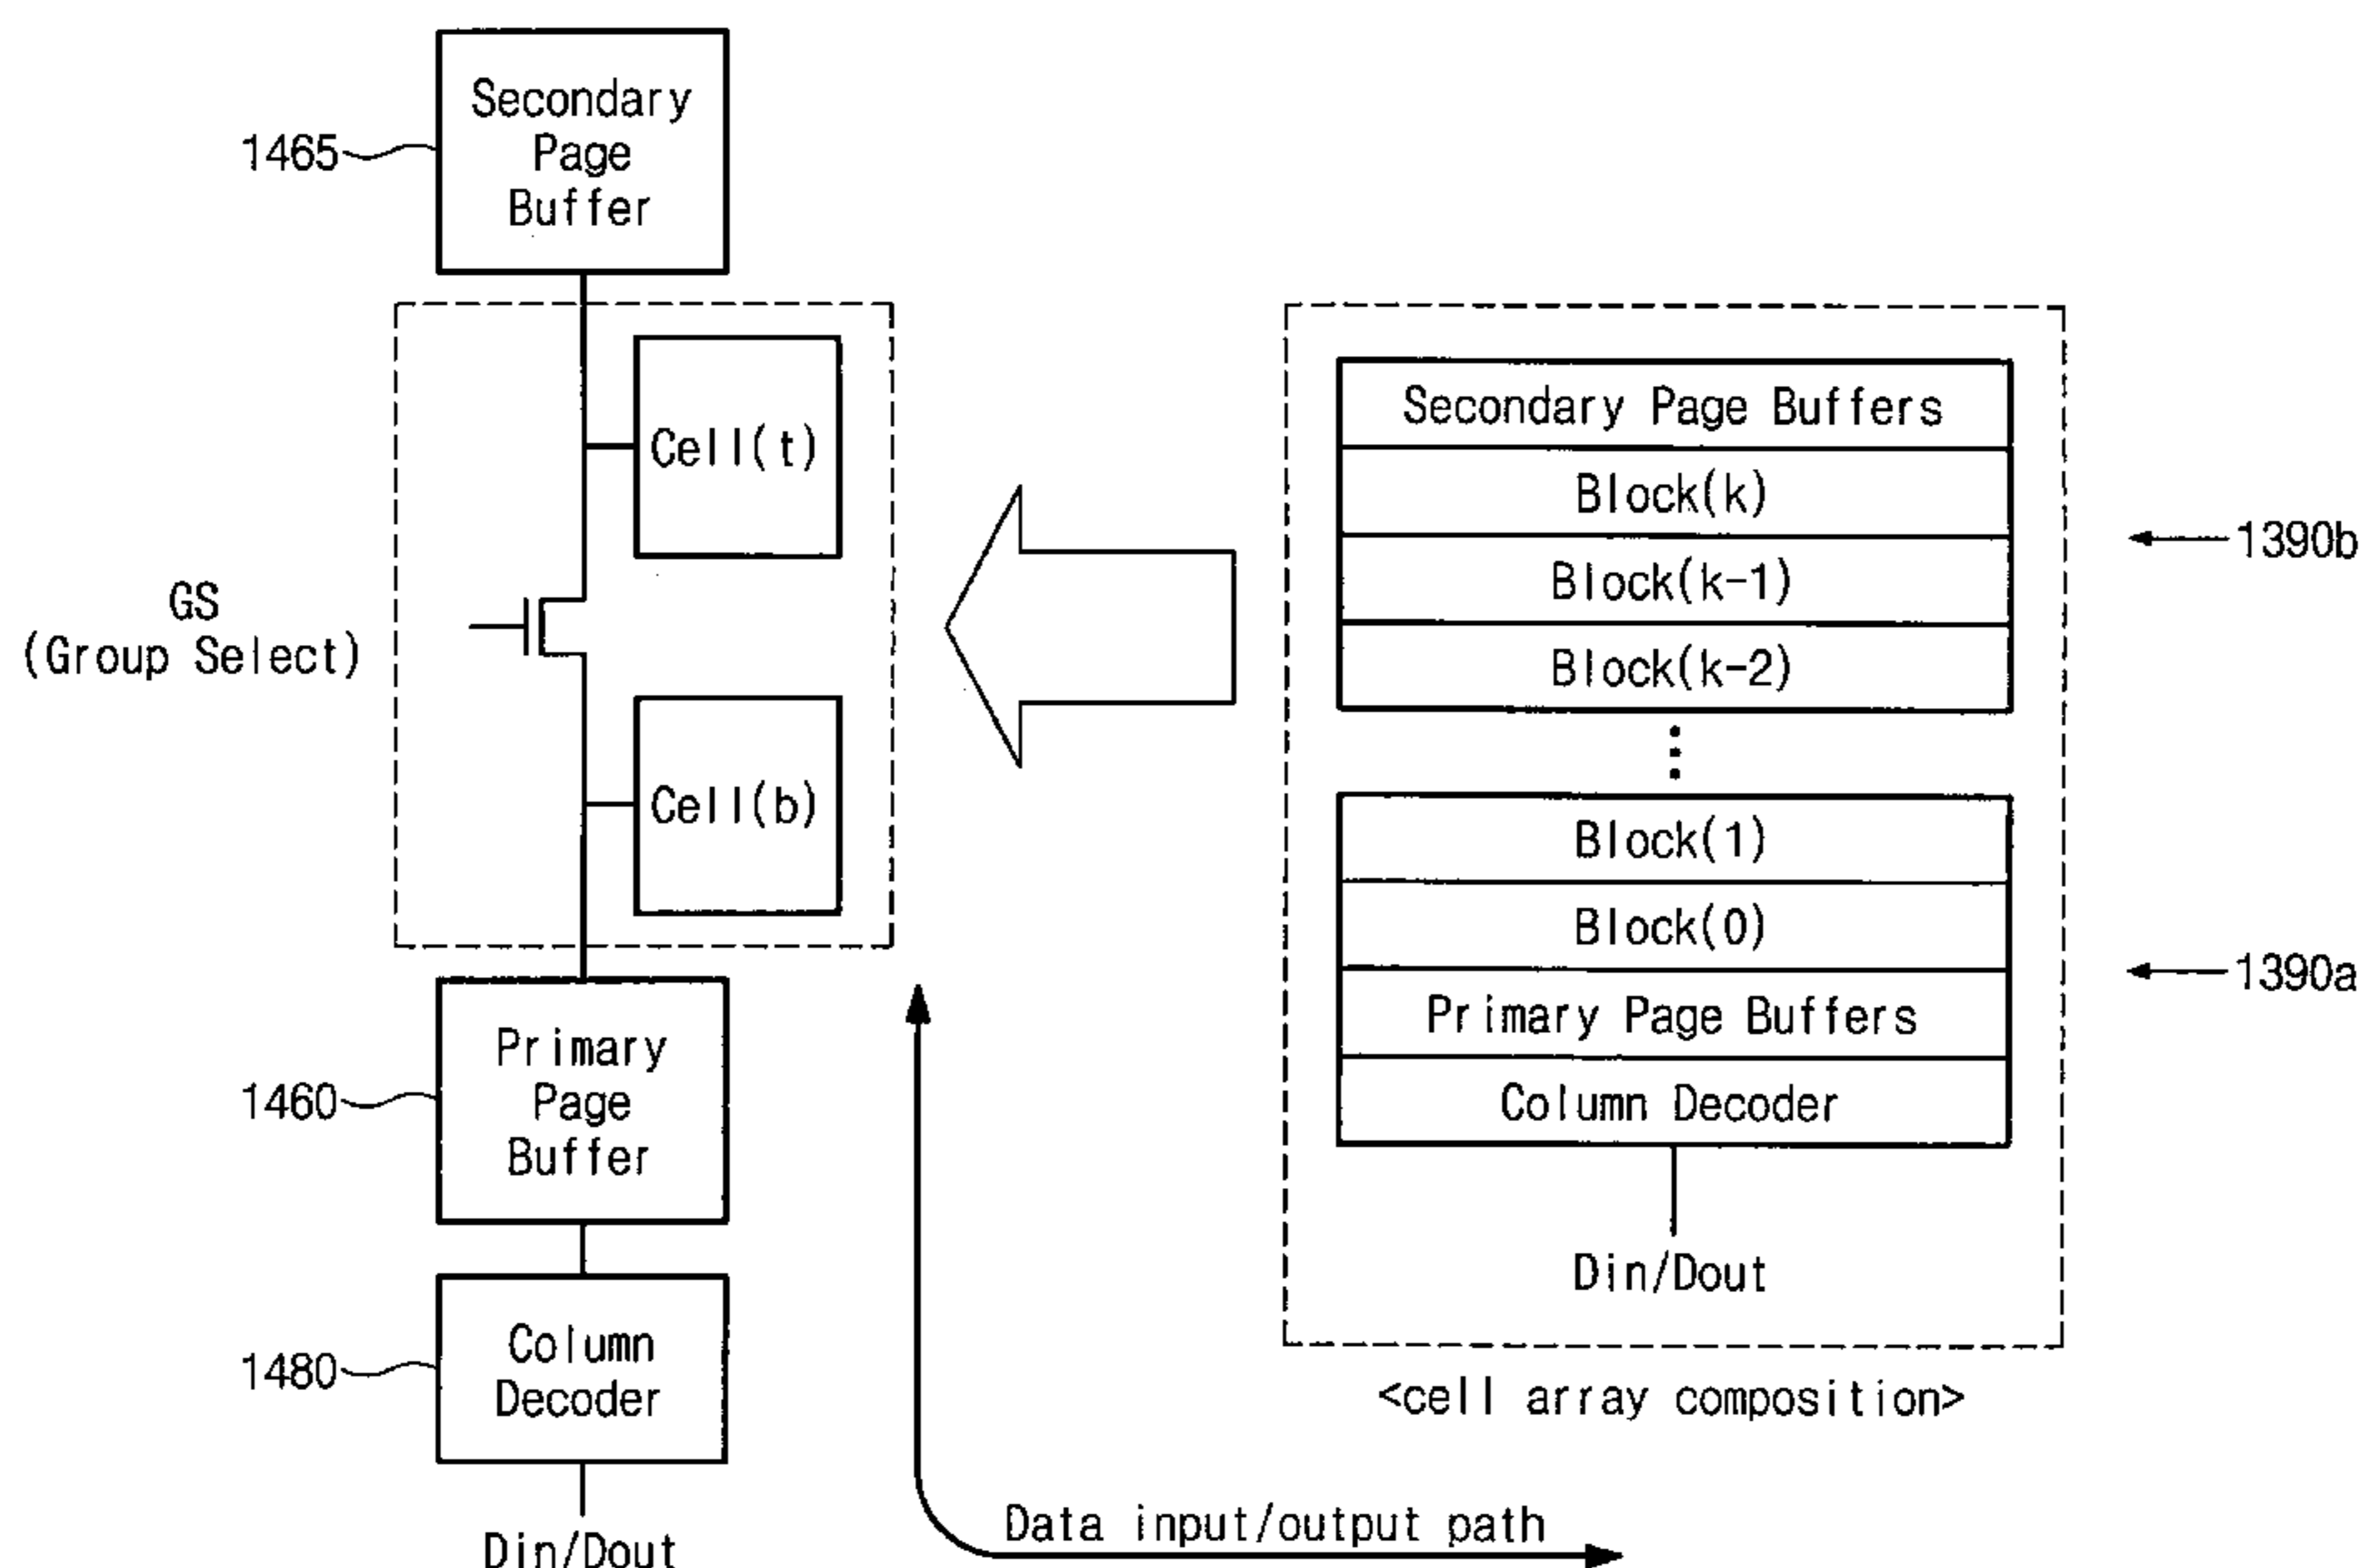 Secondary
Page
Buffer
1465
Cell(t)
GS
(Group Select)
Cell(b)
Primary
Page
Buffer
1460
Column
Decoder
1480
Din/Dout
Secondary Page Buffers
Block(k)
Block(k-1)
Block(k-2)
1390b
Block(1)
Block(0)
Primary Page Buffers
1390a
Column Decoder
Din/Dout
<cell array composition>
Data input/output path